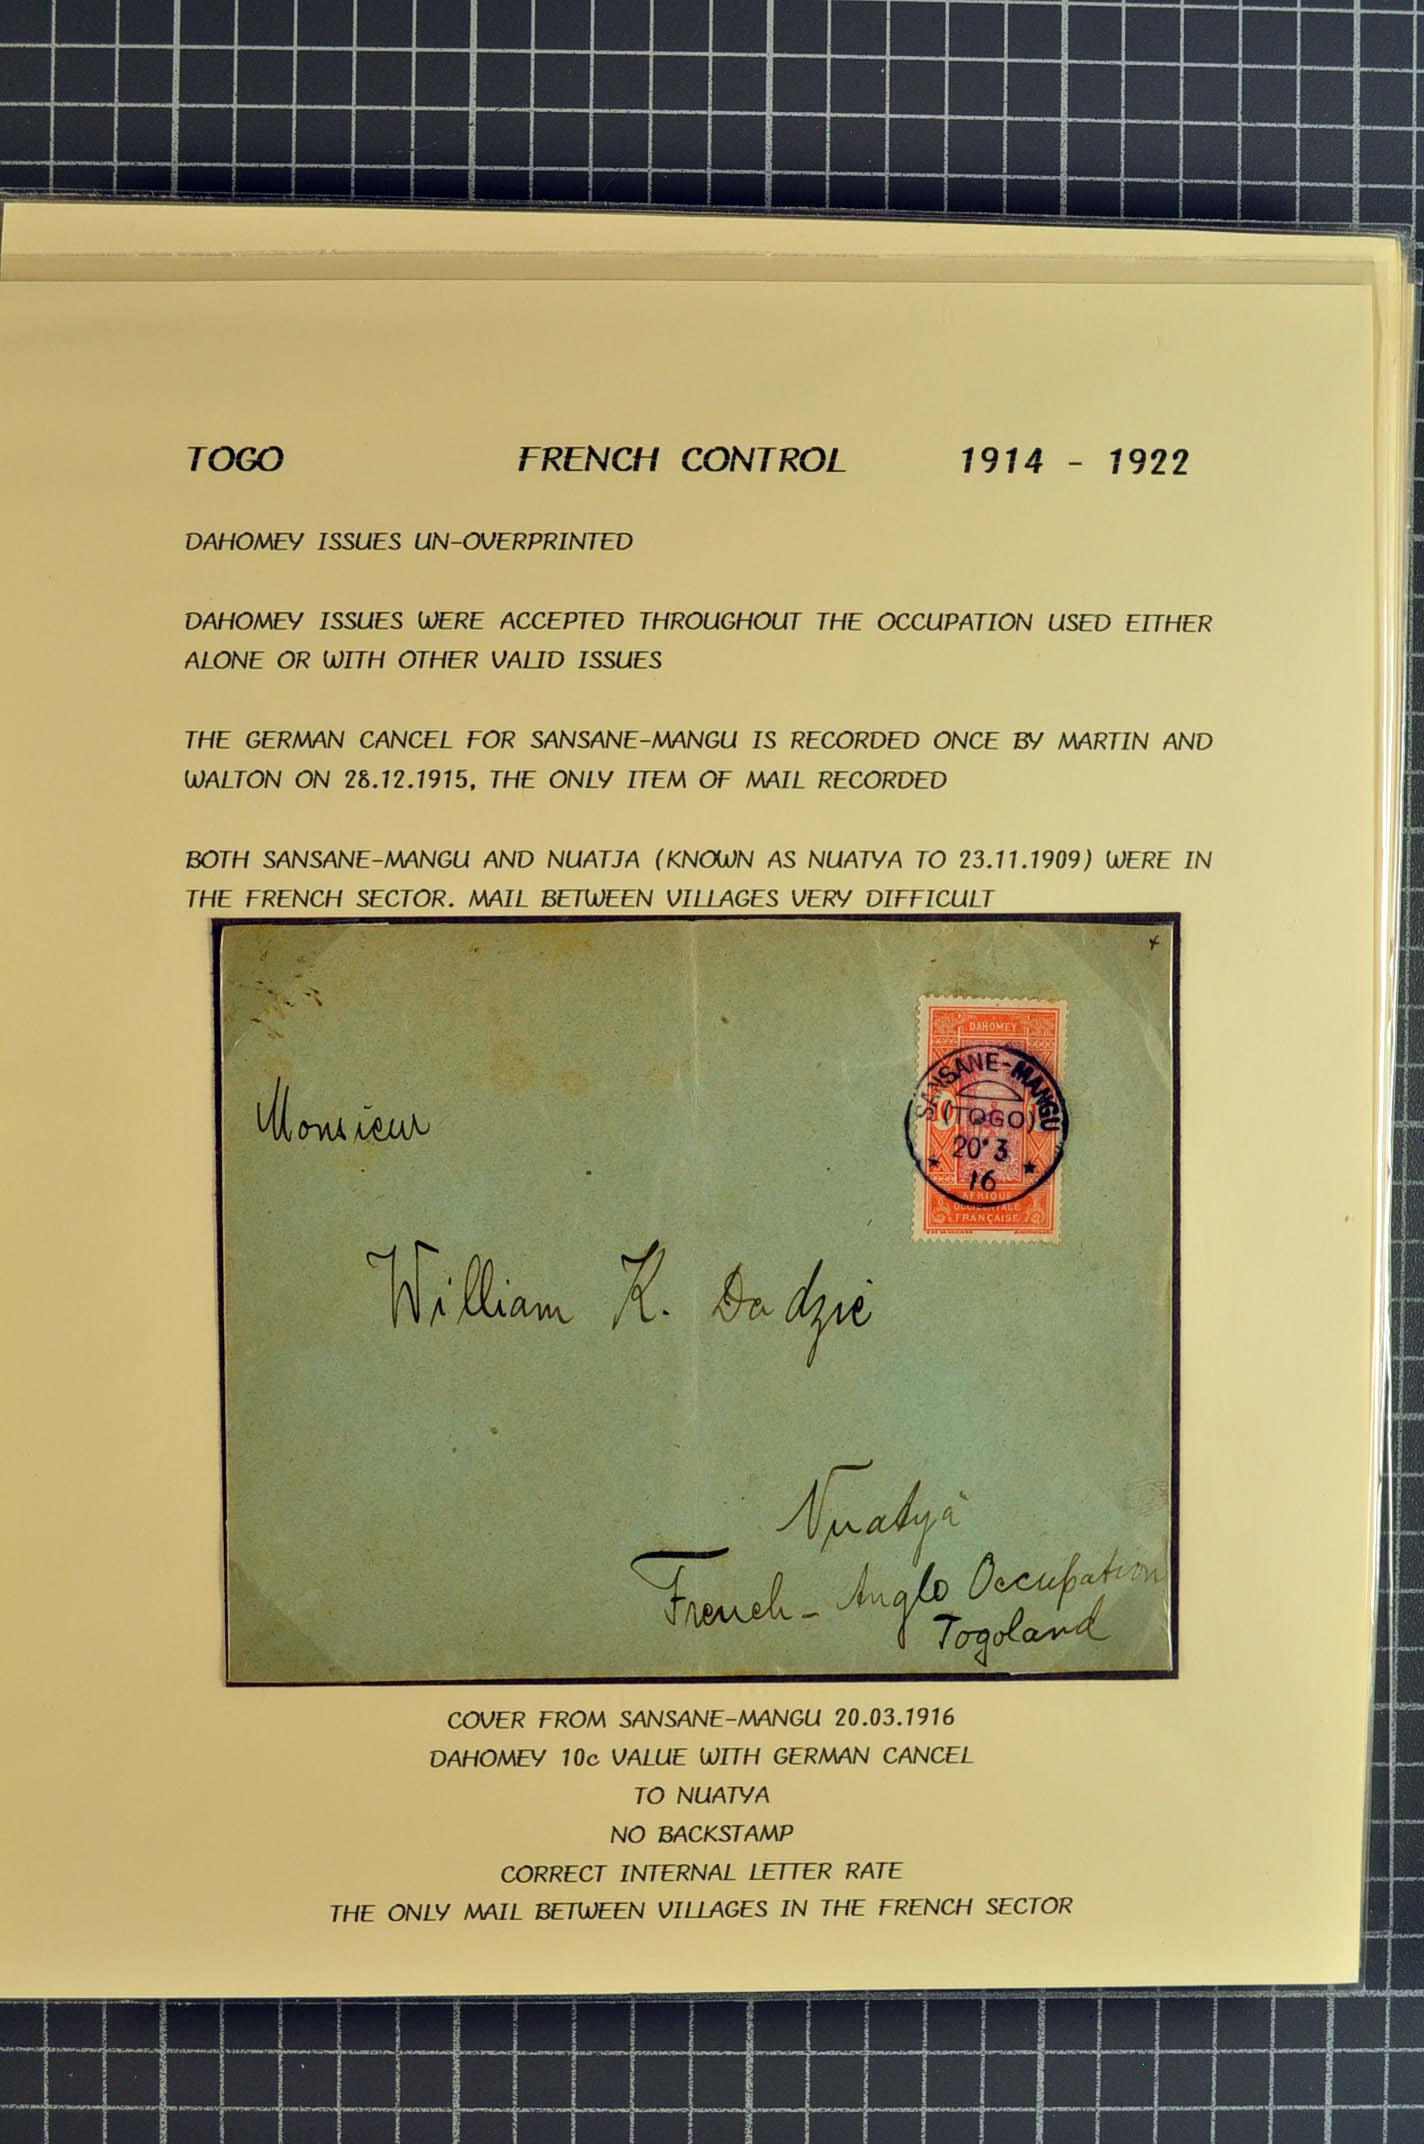 TOGO FRENCH CONTROL 1914 - 1922
DAHOMEY ISSUES UN-OVERPRINTED
DAHOMEY ISSUES WERE ACCEPTED THROUGHOUT THE OCCUPATION USED EITHER
ALONE OR WITH OTHER VALID ISSUES
THE GERMAN CANCEL FOR SANSANE-MANGU IS RECORDED ONCE BY MARTIN AND
WALTON ON 28.12.1915, THE ONLY ITEM OF MAIL RECORDED
BOTH SANSANE-MANGU AND NUATJA (KNOWN AS NUATYA TO 23.11.1909) WERE IN
THE FRENCH SECTOR. MAIL BETWEEN VILLAGES VERY DIFFICULT
DAHOMEY
SANSANE-MANGU
10
(TOGO)
20 3
16
AFRIQUE
OCCIDENTALE
FRANÇAISE
Monsieur
William K. Dadzie
Nuatya
French - Anglo Occupation
Togoland
COVER FROM SANSANE-MANGU 20.03.1916
DAHOMEY 10c VALUE WITH GERMAN CANCEL
TO NUATYA
NO BACKSTAMP
CORRECT INTERNAL LETTER RATE
THE ONLY MAIL BETWEEN VILLAGES IN THE FRENCH SECTOR